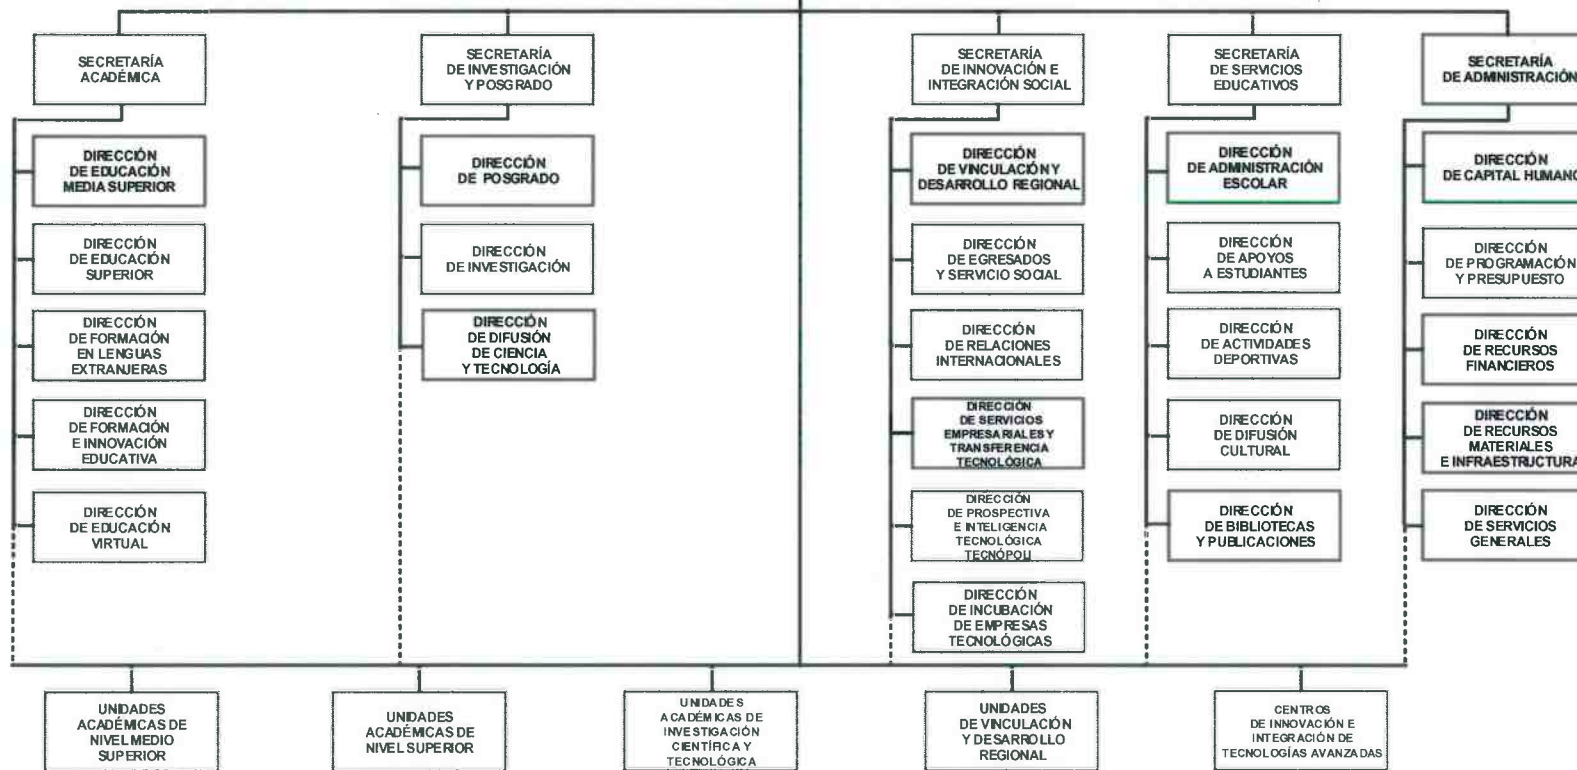 SECRETARÍA
ACADÉMICA
SECRETARÍA
DE INVESTIGACIÓN
Y POSGRADO
SECRETARÍA
DE INNOVACIÓN E
INTEGRACIÓN SOCIAL
SECRETARÍA
DE SERVICIOS
EDUCATIVOS
SECRETARÍA
DE ADMINISTRACIÓN
DIRECCIÓN
DE EDUCACIÓN
MEDIA SUPERIOR
DIRECCIÓN
DE EDUCACIÓN
SUPERIOR
DIRECCIÓN
DE FORMACIÓN
EN LENGUAS
EXTRANJERAS
DIRECCIÓN
DE FORMACIÓN
E INNOVACIÓN
EDUCATIVA
DIRECCIÓN
DE EDUCACIÓN
VIRTUAL
DIRECCIÓN
DE POSGRADO
DIRECCIÓN
DE INVESTIGACIÓN
DIRECCIÓN
DE DIFUSIÓN
DE CIENCIA
Y TECNOLOGÍA
DIRECCIÓN
DE VINCULACIÓN Y
DESARROLLO REGIONAL
DIRECCIÓN
DE EGRESADOS
Y SERVICIO SOCIAL
DIRECCIÓN
DE RELACIONES
INTERNACIONALES
DIRECCIÓN
DE SERVICIOS
EMPRESARIALES Y
TRANSFERENCIA
TECNOLÓGICA
DIRECCIÓN
DE PROSPECTIVA
E INTELIGENCIA
TECNOLÓGICA
TECNÓPOLI
DIRECCIÓN
DE INCUBACIÓN
DE EMPRESAS
TECNOLÓGICAS
DIRECCIÓN
DE ADMINISTRACIÓN
ESCOLAR
DIRECCIÓN
DE APOYOS
A ESTUDIANTES
DIRECCIÓN
DE ACTIVIDADES
DEPORTIVAS
DIRECCIÓN
DE DIFUSIÓN
CULTURAL
DIRECCIÓN
DE BIBLIOTECAS
Y PUBLICACIONES
DIRECCIÓN
DE CAPITAL HUMANO
DIRECCIÓN
DE PROGRAMACIÓN
Y PRESUPUESTO
DIRECCIÓN
DE RECURSOS
FINANCIEROS
DIRECCIÓN
DE RECURSOS
MATERIALES
E INFRAESTRUCTURA
DIRECCIÓN
DE SERVICIOS
GENERALES
UNIDADES
ACADÉMICAS DE
NIVEL MEDIO
SUPERIOR
UNIDADES
ACADÉMICAS DE
NIVEL SUPERIOR
UNIDADES
ACADÉMICAS DE
INVESTIGACIÓN
CIENTÍFICA Y
TECNOLÓGICA
UNIDADES
DE VINCULACIÓN
Y DESARROLLO
REGIONAL
CENTROS
DE INNOVACIÓN E
INTEGRACIÓN DE
TECNOLOGÍAS AVANZADAS